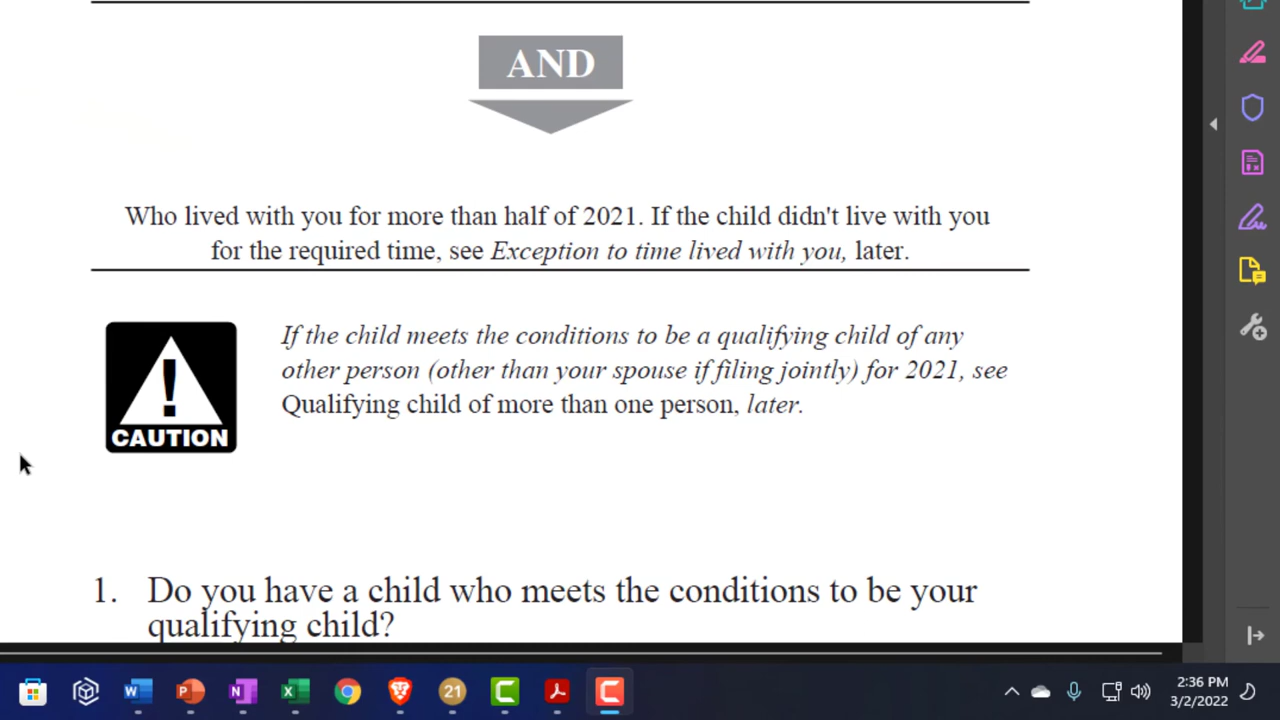 AND
Who lived with you for more than half of 2021. If the child didn't live with you
for the required time, see Exception to time lived with you, later.
If the child meets the conditions to be a qualifying child of any
other person (other than your spouse if filing jointly) for 2021, see
Qualifying child of more than one person, later.
!
CAUTION
1. Do you have a child who meets the conditions to be your
qualifying child?
W
P
N
X
21
C
C
2:36 PM
3/2/2022